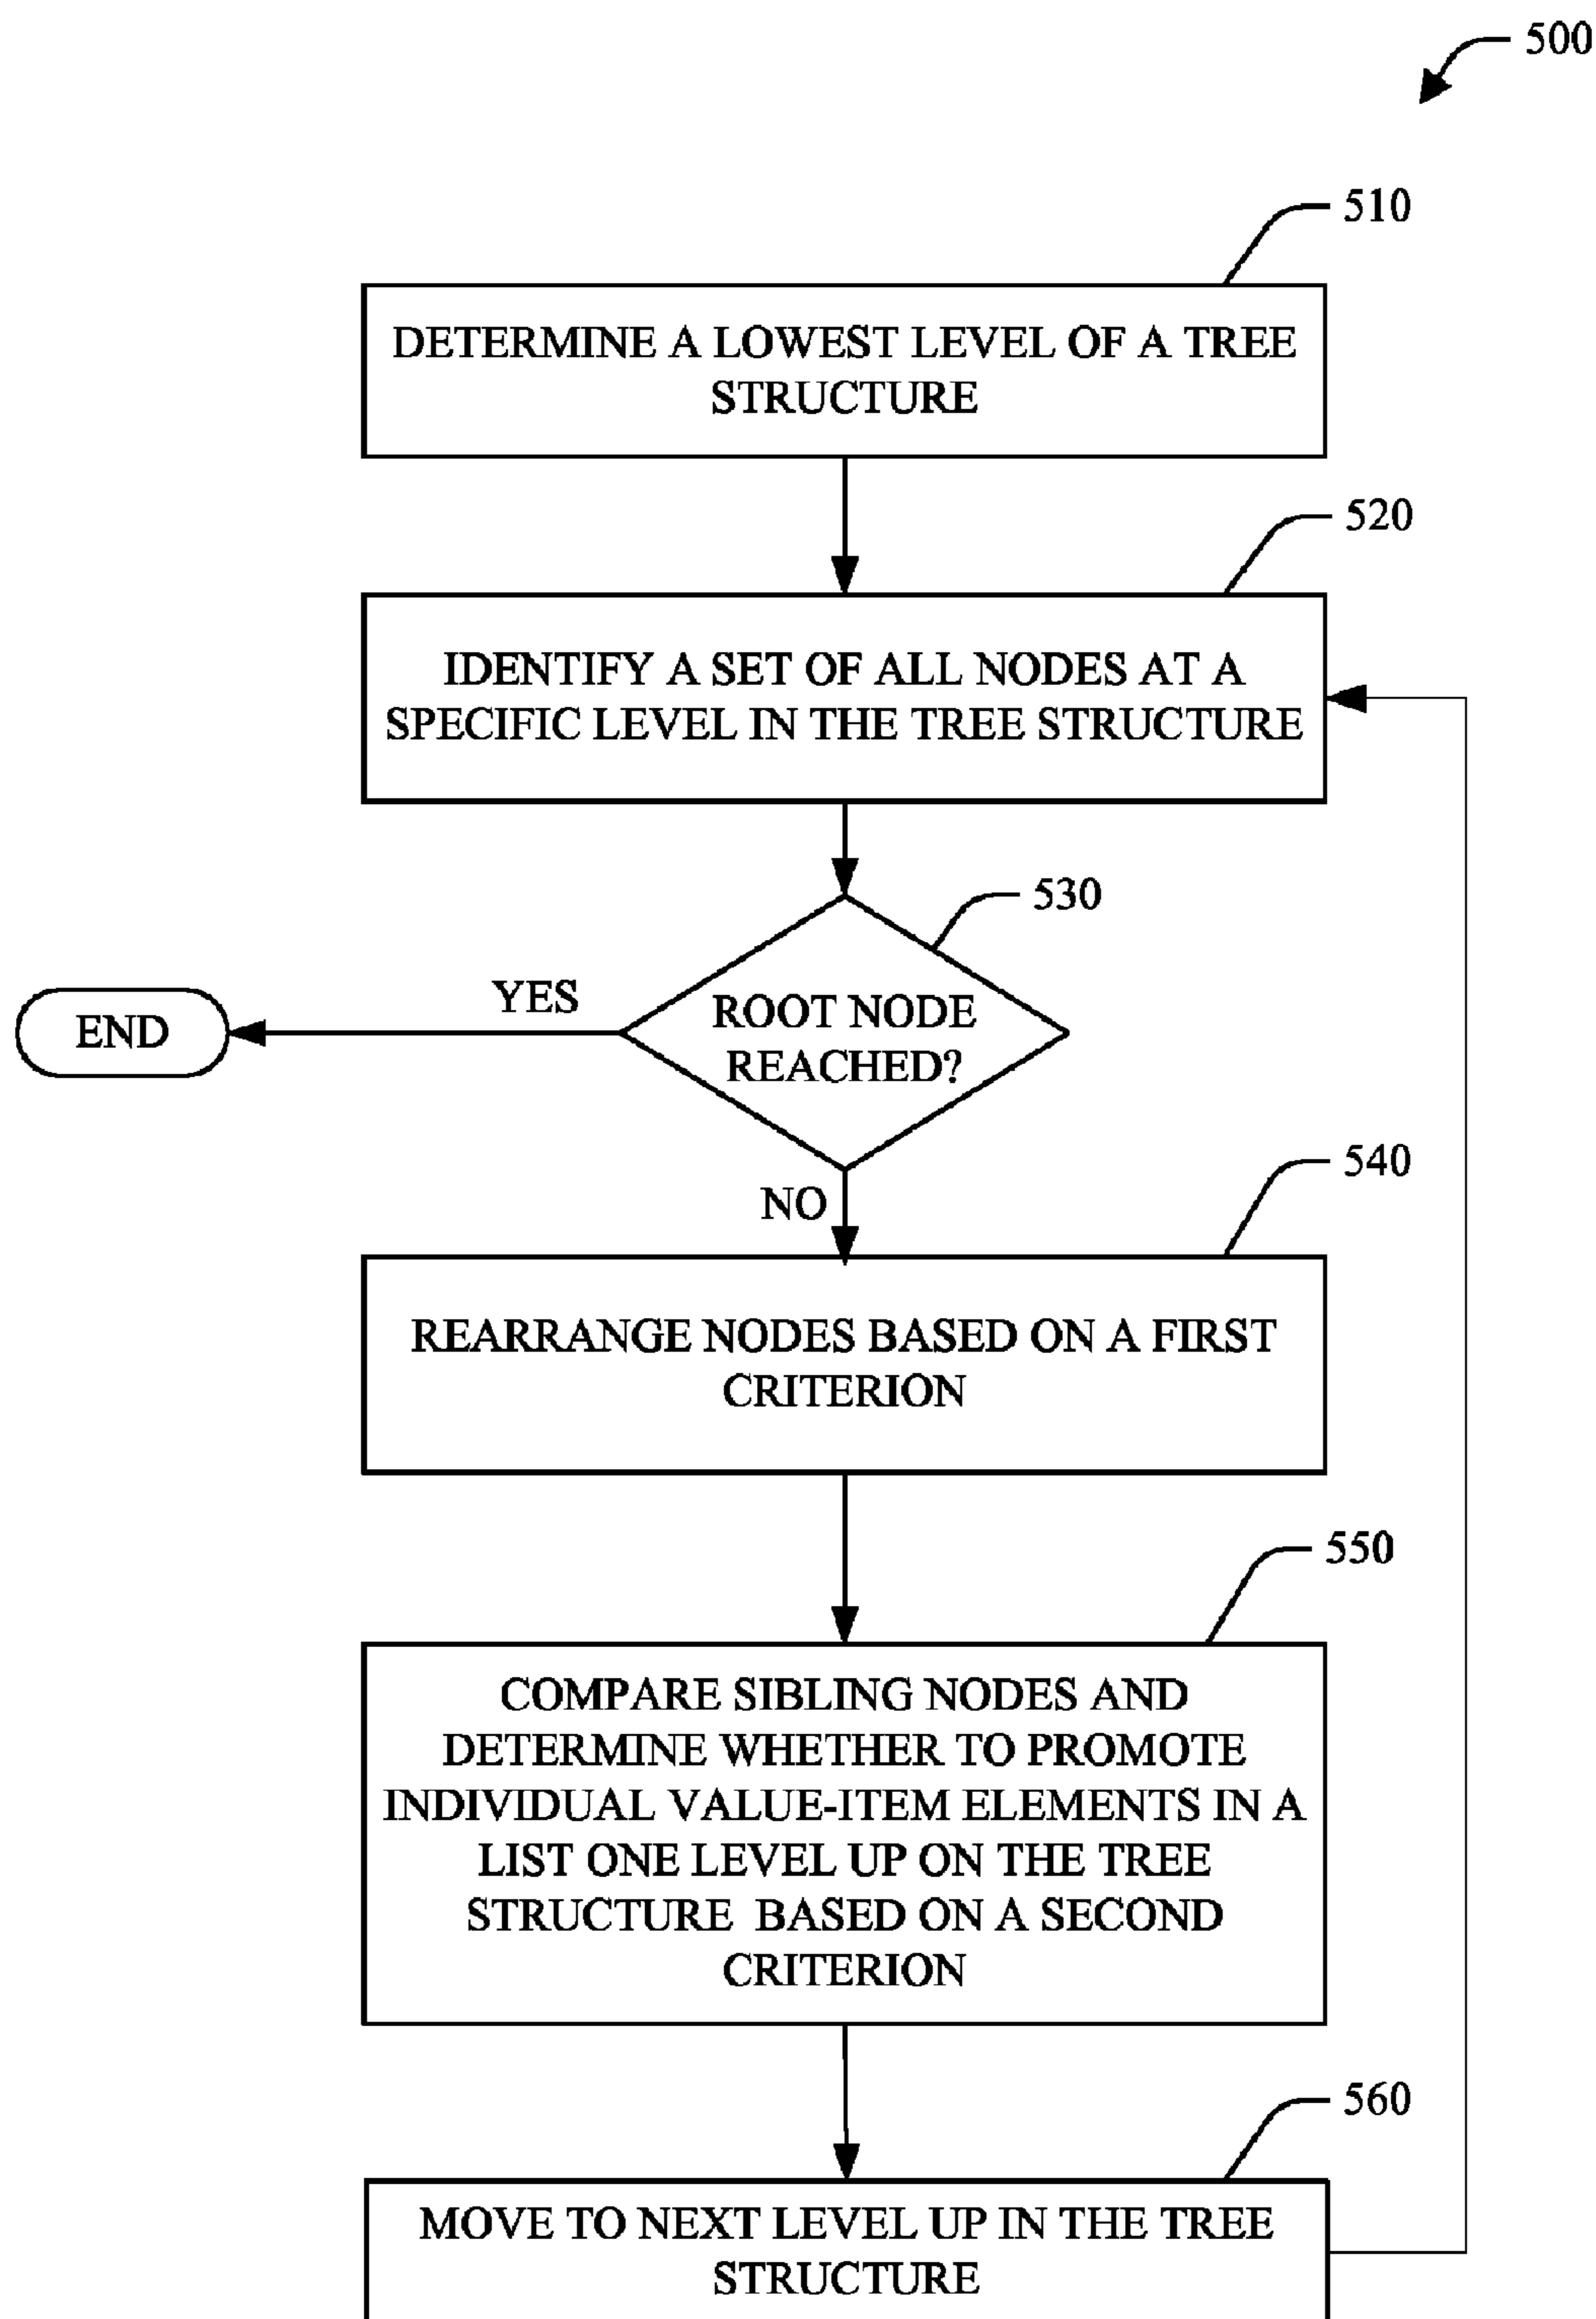 500
510
DETERMINE A LOWEST LEVEL OF A TREE
STRUCTURE
520
IDENTIFY A SET OF ALL NODES AT A
SPECIFIC LEVEL IN THE TREE STRUCTURE
530
YES
ROOT NODE
REACHED?
END
NO
540
REARRANGE NODES BASED ON A FIRST
CRITERION
550
COMPARE SIBLING NODES AND
DETERMINE WHETHER TO PROMOTE
INDIVIDUAL VALUE-ITEM ELEMENTS IN A
LIST ONE LEVEL UP ON THE TREE
STRUCTURE BASED ON A SECOND
CRITERION
560
MOVE TO NEXT LEVEL UP IN THE TREE
STRUCTURE